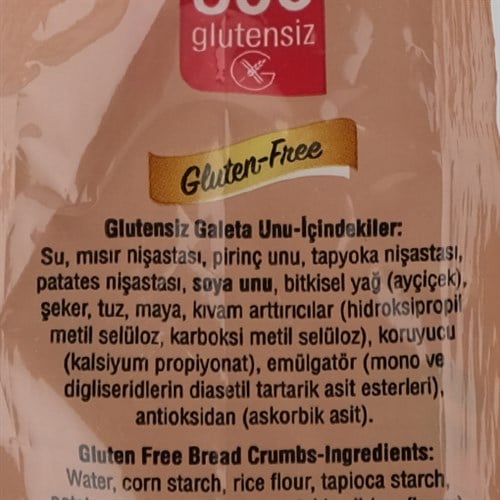 glutensiz
Gluten-Free
Glutensiz Galeta Unu-İçindekiler:
Su, mısır nişastası, pirinç unu, tapyoka nişastası,
patates nişastası, soya unu, bitkisel yağ (ayçiçek),
şeker, tuz, maya, kıvam arttırıcılar (hidroksipropil
metil selüloz, karboksi metil selüloz), koruyucu
(kalsiyum propiyonat), emülgatör (mono ve
digliseridlerin diasetil tartarik asit esterleri),
antioksidan (askorbik asit).
Gluten Free Bread Crumbs-Ingredients:
Water, corn starch, rice flour, tapioca starch,